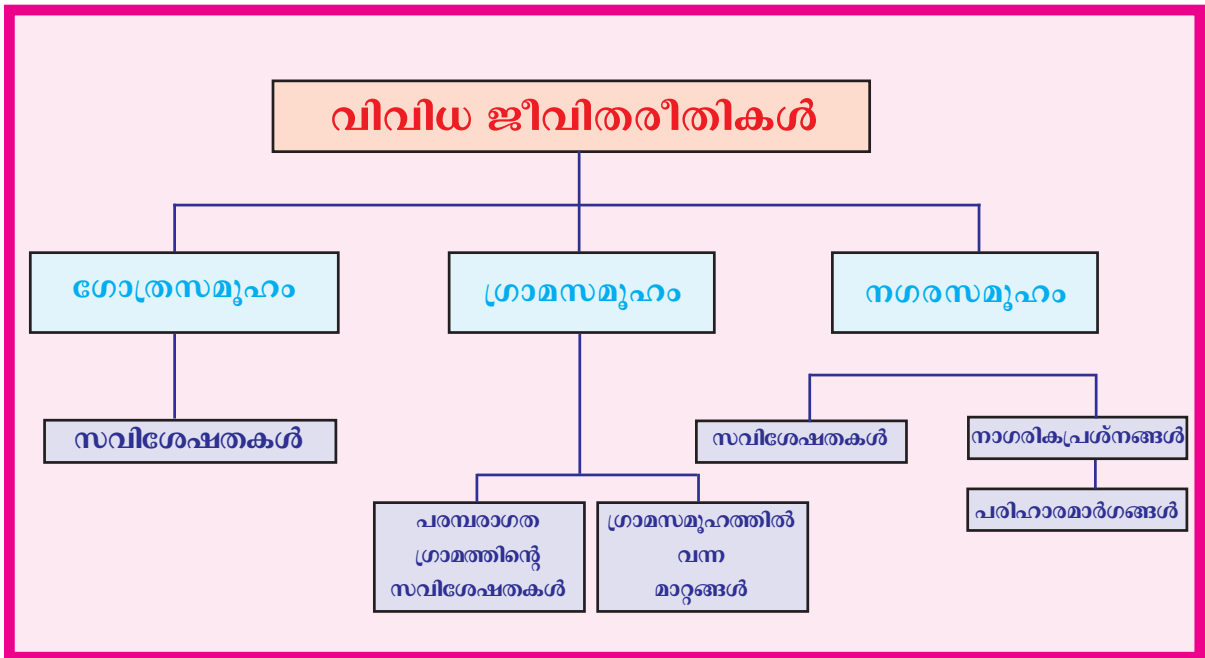 വിവിധ ജീവിതരീതികൾ
ഗോത്രസമൂഹം
ഗ്രാമസമൂഹം
നഗരസമൂഹം
സവിശേഷതകൾ
സവിശേഷതകൾ
നാഗരികപ്രശ്നങ്ങൾ
പരിഹാരമാർഗങ്ങൾ
പരമ്പരാഗത
ഗ്രാമത്തിന്റെ
സവിശേഷതകൾ
ഗ്രാമസമൂഹത്തിൽ
വന്ന
മാറ്റങ്ങൾ